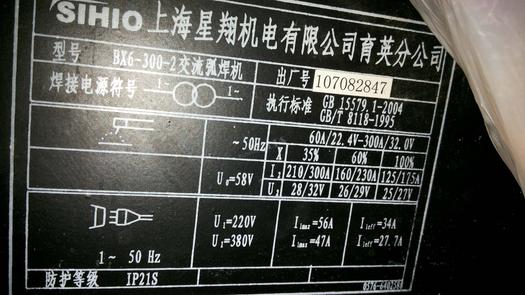 SIHIO 上海星翔机电有限公司育英分公司
型号 BX6-300-2交流弧焊机 出厂号 107082847
焊接电源符号 执行标准 GB 15579.1-2004
GB/T 8118-1995
~50Hz 60A/22.4V-300A/32.0V
X 35% 60% 100%
U₀=58V I₂ 210/300A 160/230A 125/175A
U₂ 28/32V 26/29V 25/27V
U₁=220V I₁max=56A I₁eff=34A
U₁=380V I₁max=47A I₁eff=27.7A
1~ 50 Hz
防护等级 IP21S